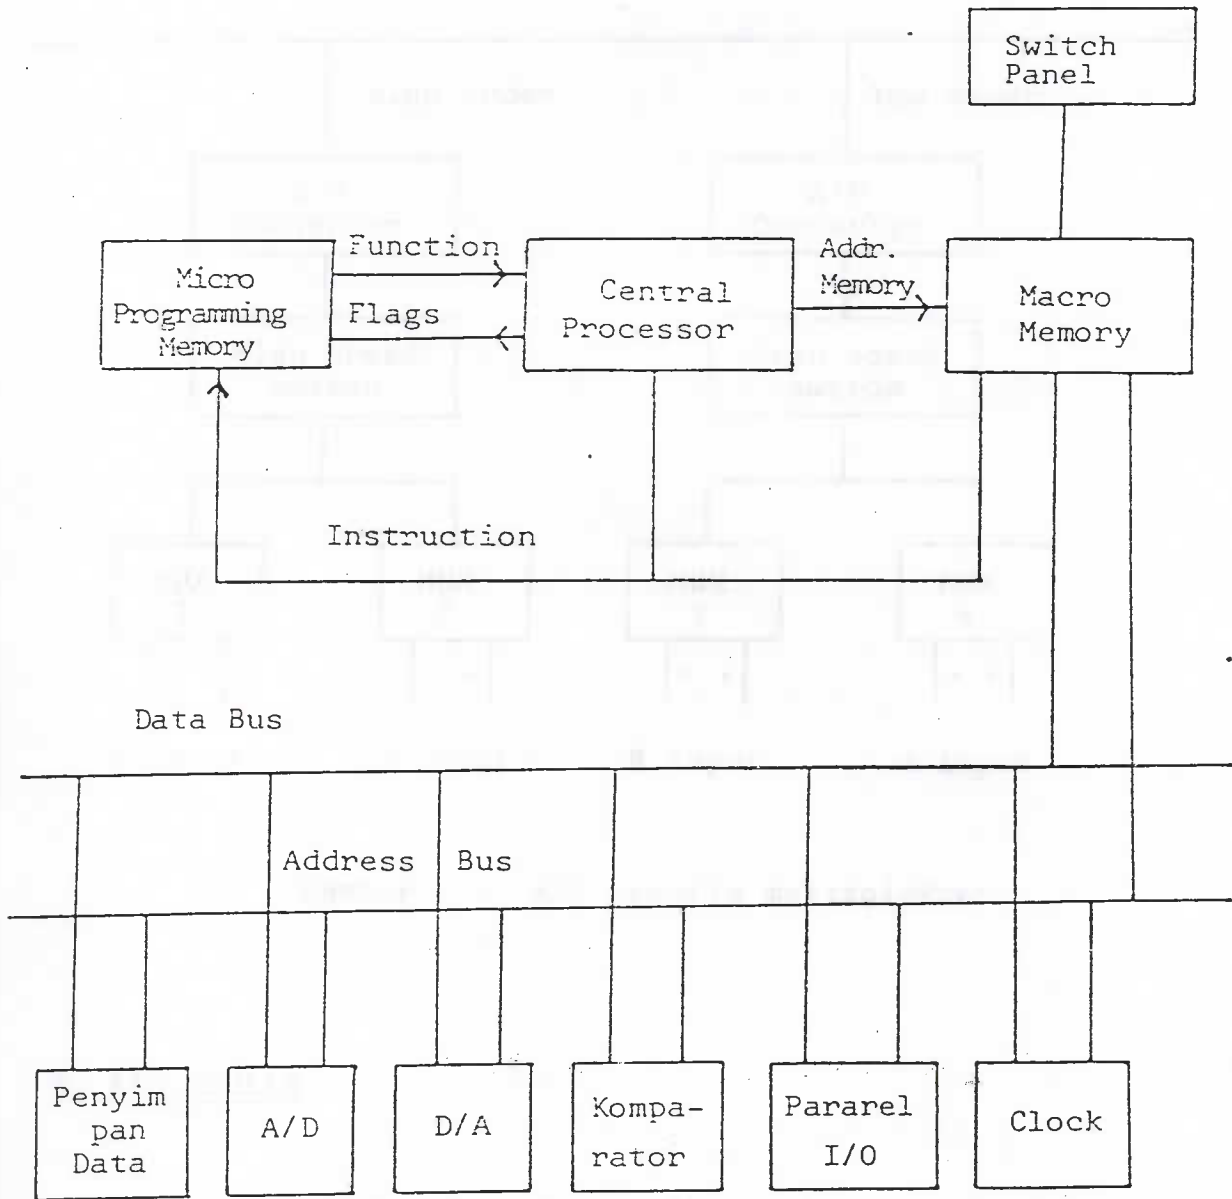 Switch
Panel
Function
Flags
Micro
Programming
Memory
Central
Processor
Addr.
Memory
Macro
Memory
Instruction
Data Bus
Address Bus
Penyim
pan
Data
A/D
D/A
Kompa-
rator
Pararel
I/O
Clock